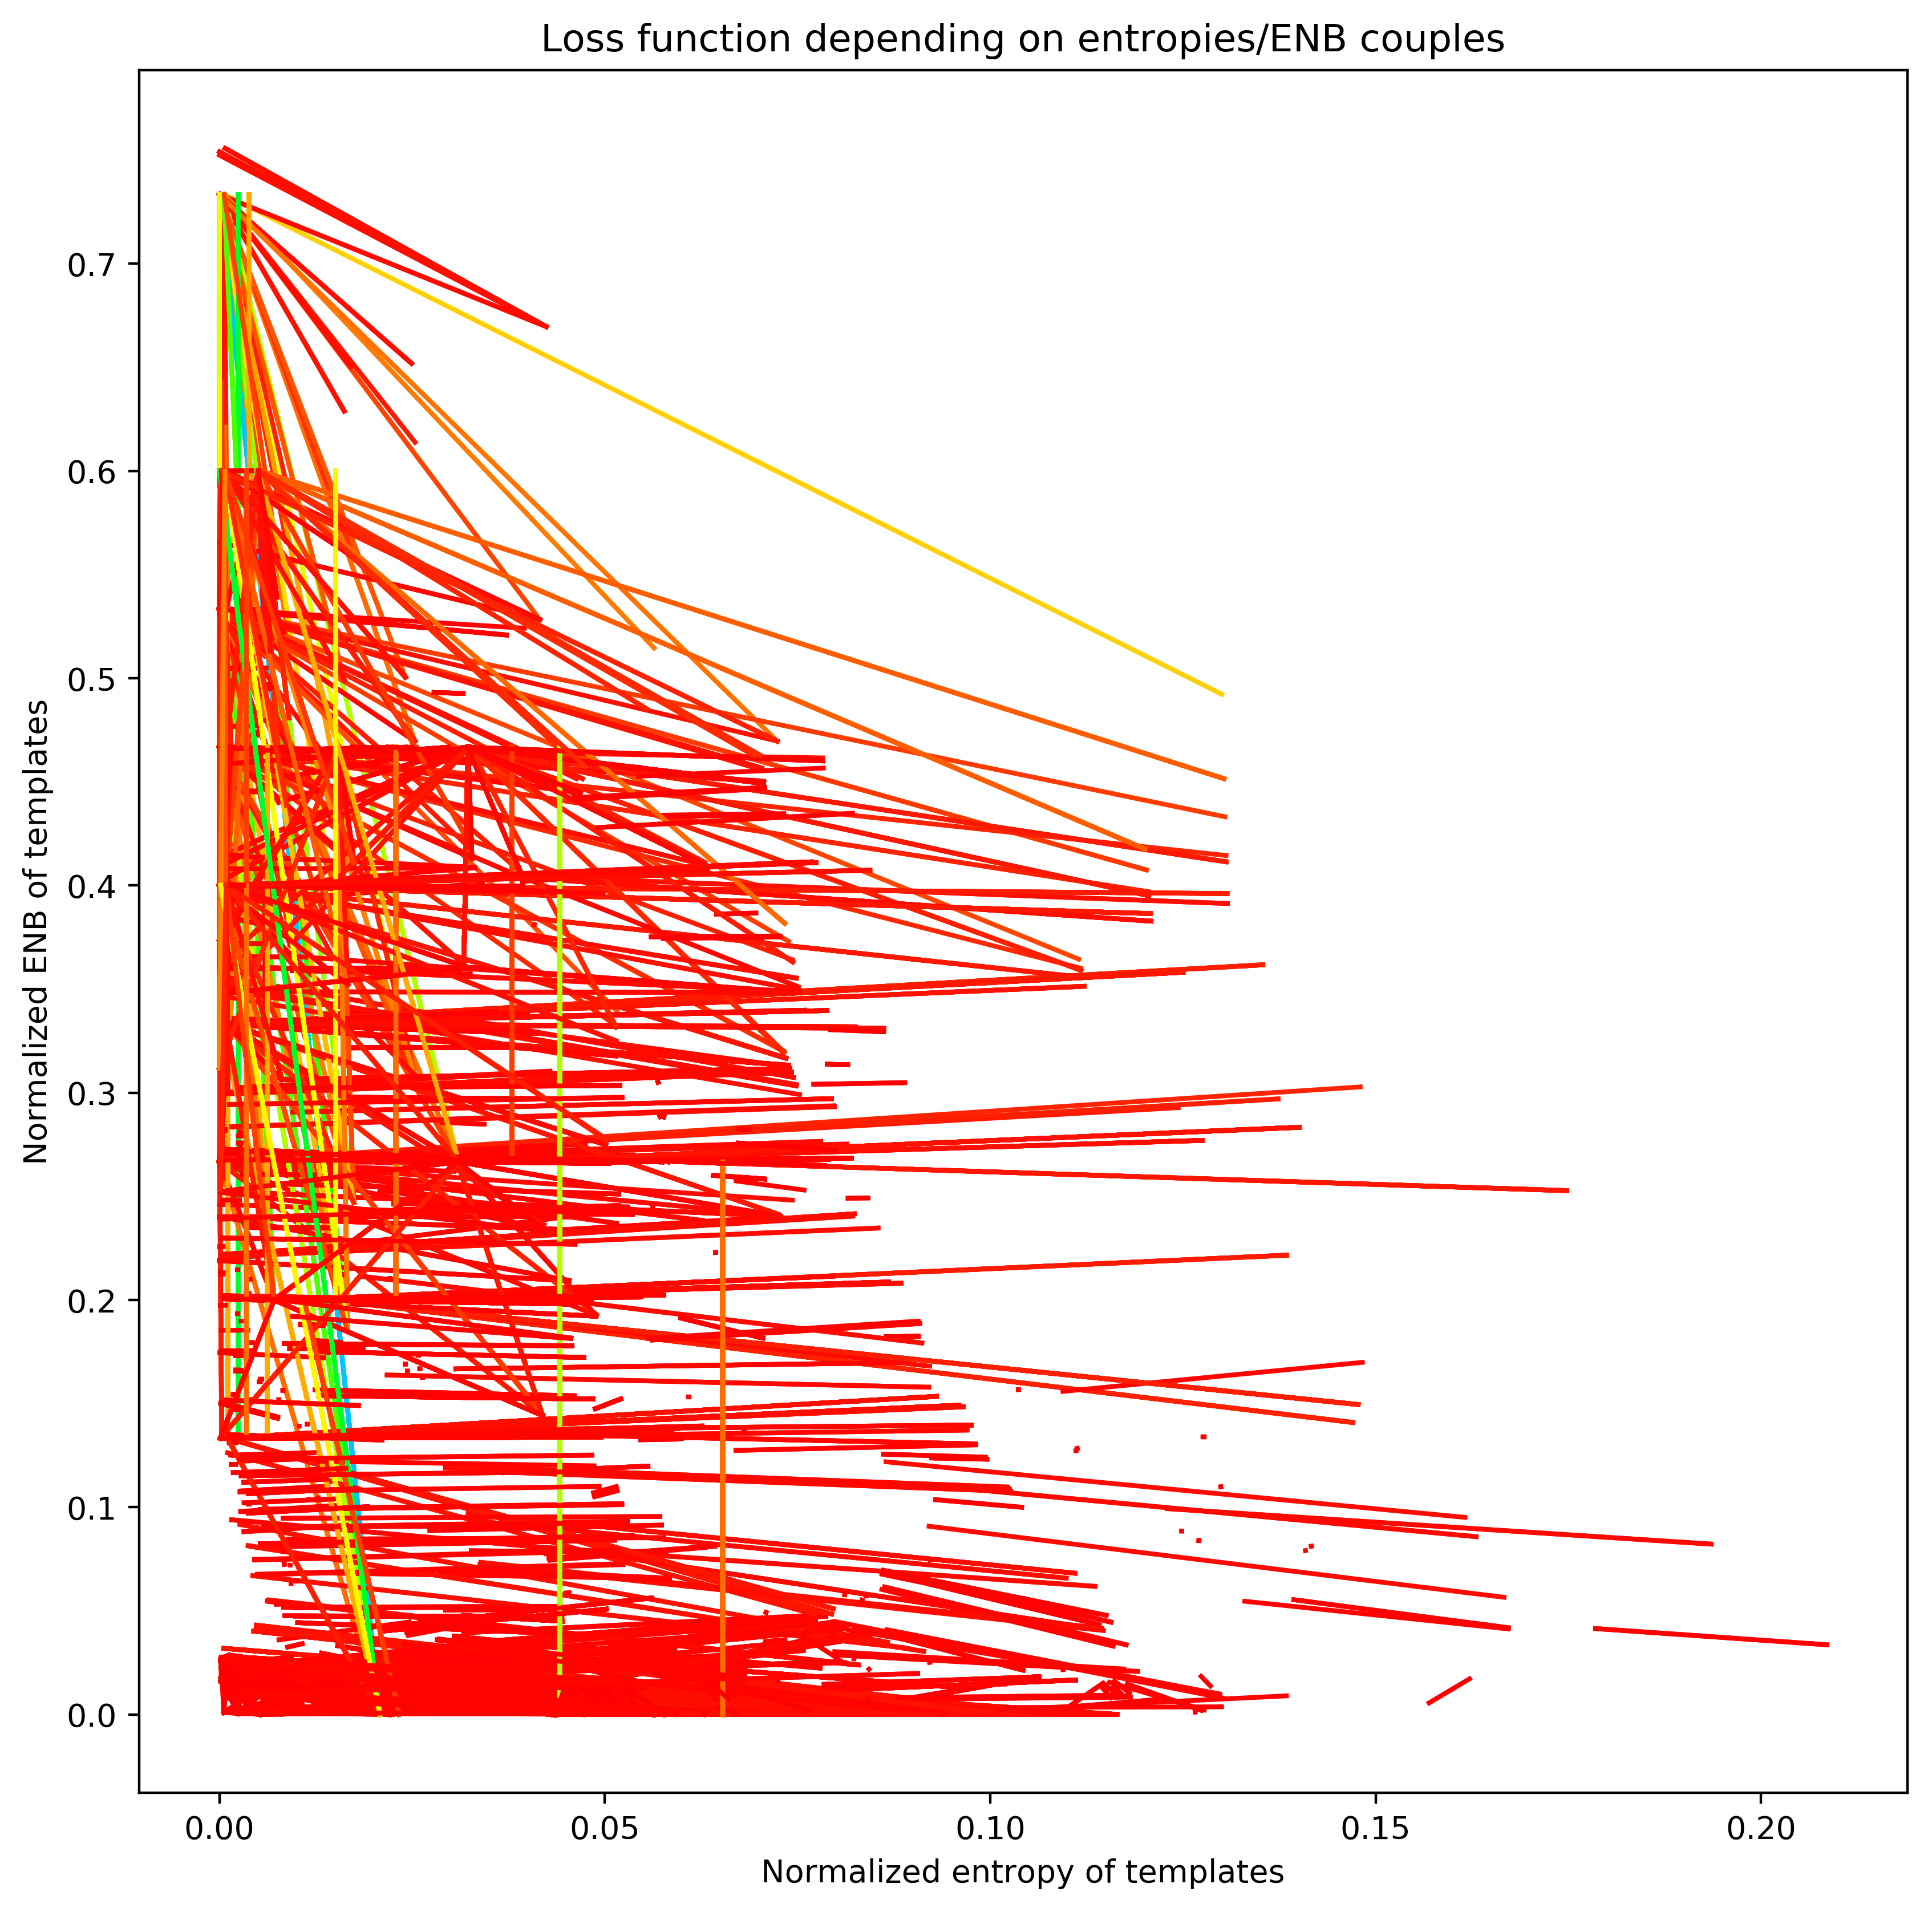 Loss function depending on entropies/ENB couples
Normalized ENB of templates
0.7
0.6
0.5
0.4
0.3
0.2
0.1
0.0
0.00 0.05 0.10 0.15 0.20
Normalized entropy of templates